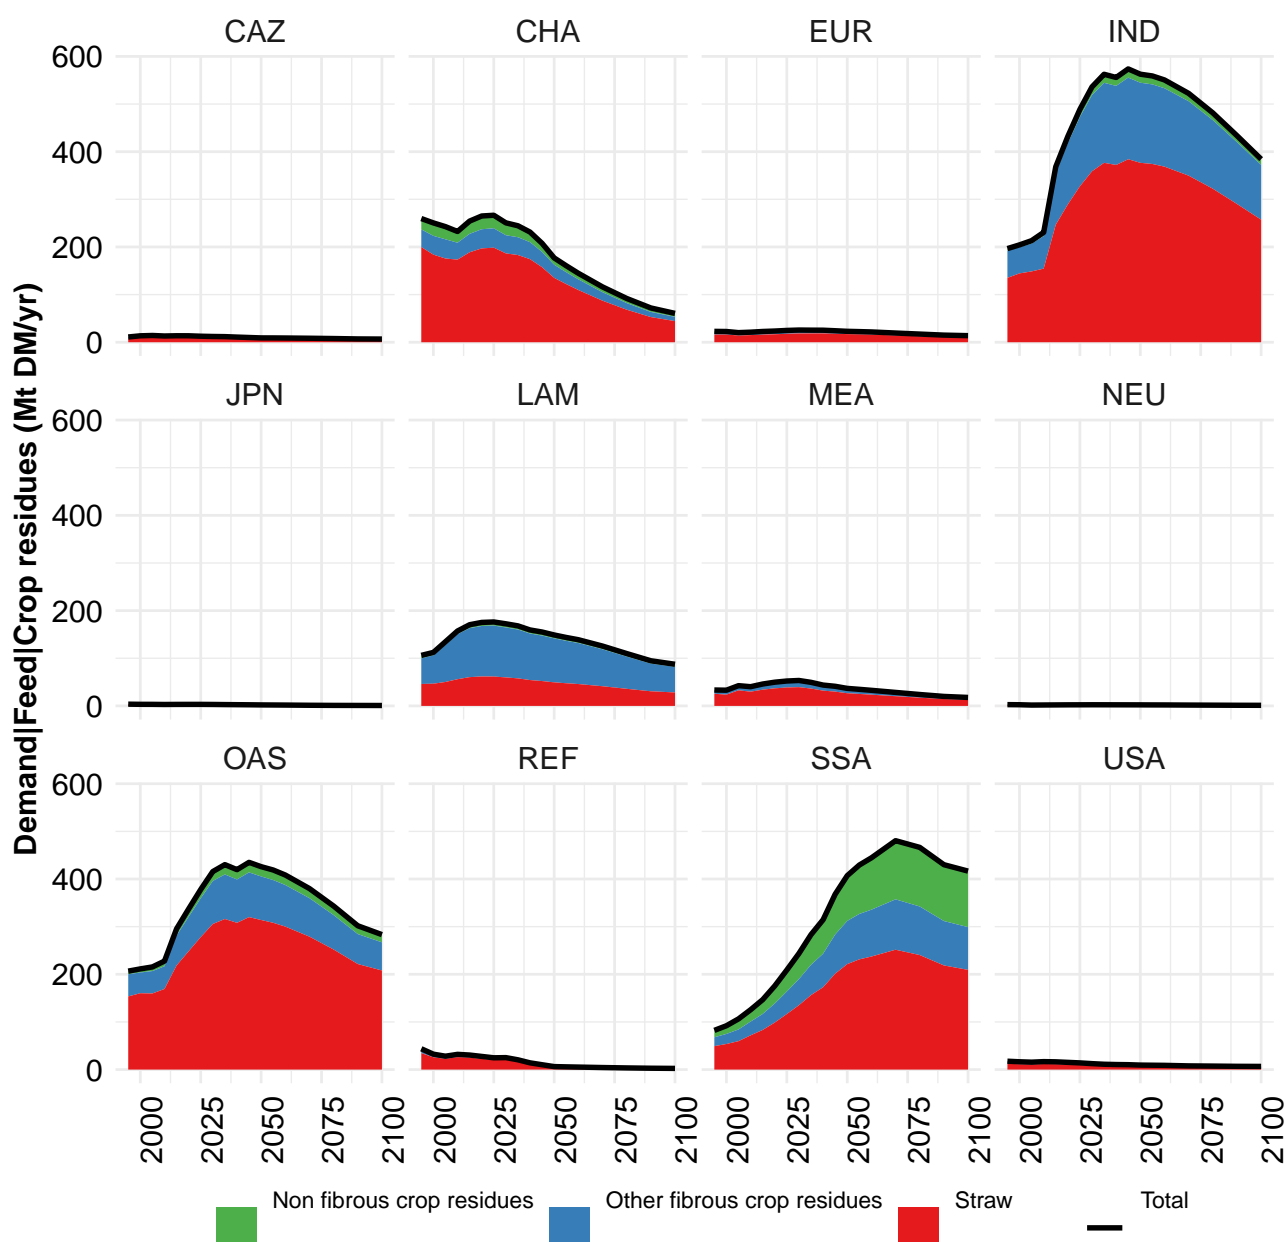 CAZ CHA EUR IND
600
400
200
0
JPN LAM MEA NEU
600
400
200
0
OAS REF SSA USA
600
400
200
0
Demand|Feed|Crop residues (Mt DM/yr)
2000 2025 2050 2075 2100 2000 2025 2050 2075 2100 2000 2025 2050 2075 2100 2000 2025 2050 2075 2100
Non fibrous crop residues Other fibrous crop residues Straw Total